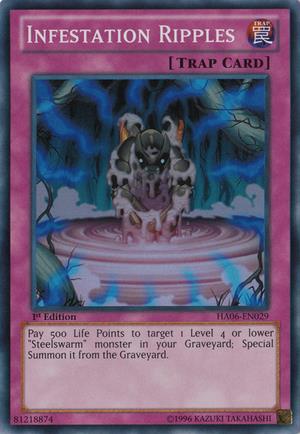 INFESTATION RIPPLES
TRAP
罠
[TRAP CARD]
1st Edition
HA06-EN029
Pay 500 Life Points to target 1 Level 4 or lower
"Steelswarm" monster in your Graveyard; Special
Summon it from the Graveyard.
81218874
©1996 KAZUKI TAKAHASHI